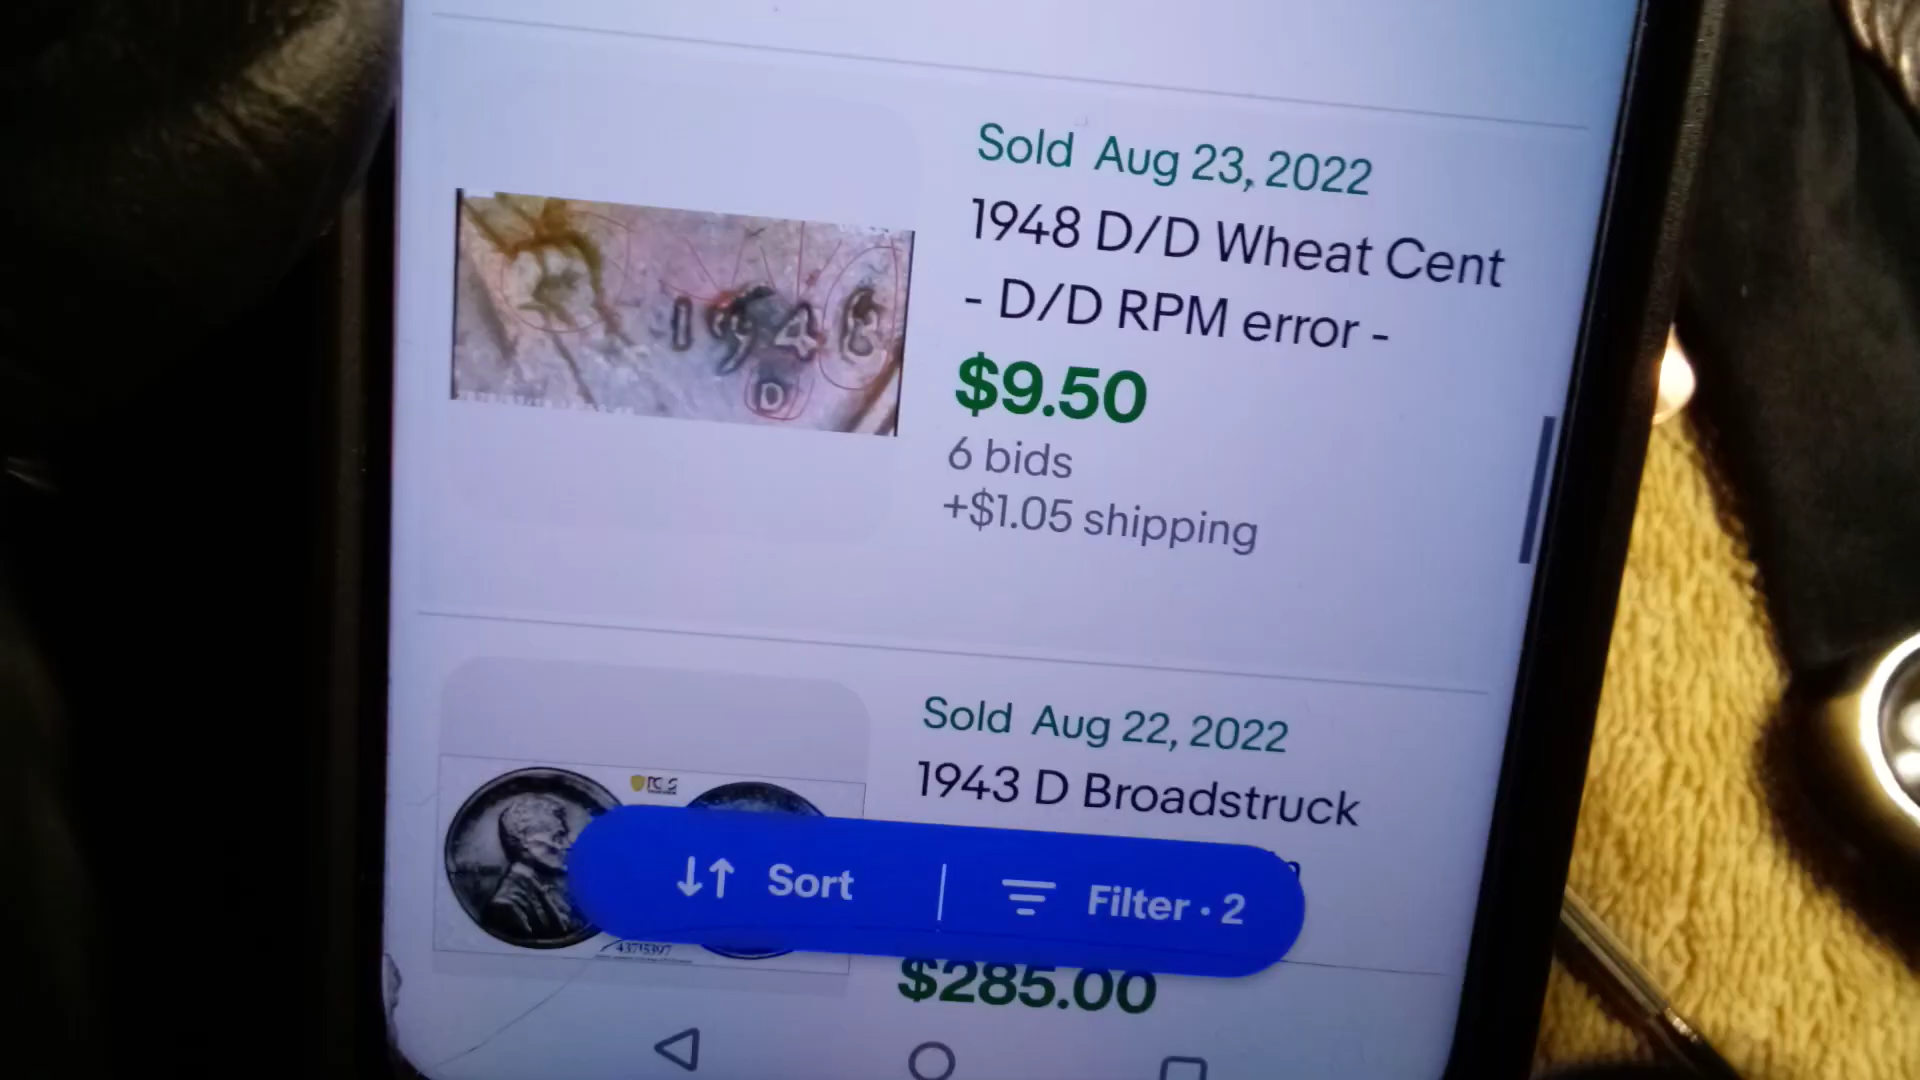 Sold Aug 23, 2022
1948 D/D Wheat Cent
- D/D RPM error -
$9.50
6 bids
+$1.05 shipping
1948
D
Sold Aug 22, 2022
1943 D Broadstruck
$285.00
Sort
Filter · 2